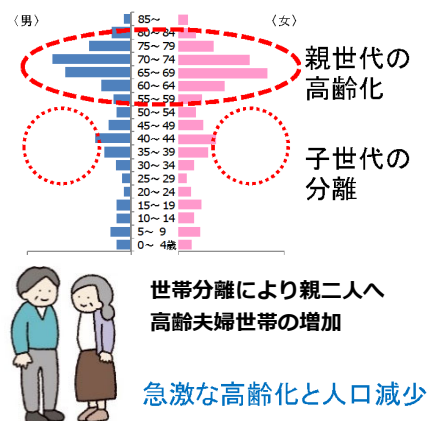 〈男〉
〈女〉
85～
80～84
75～79
70～74
65～69
60～64
55～59
50～54
45～49
40～44
35～39
30～34
25～29
20～24
15～19
10～14
5～ 9
0～ 4歳
親世代の
高齢化
子世代の
分離
世帯分離により親二人へ
高齢夫婦世帯の増加
急激な高齢化と人口減少